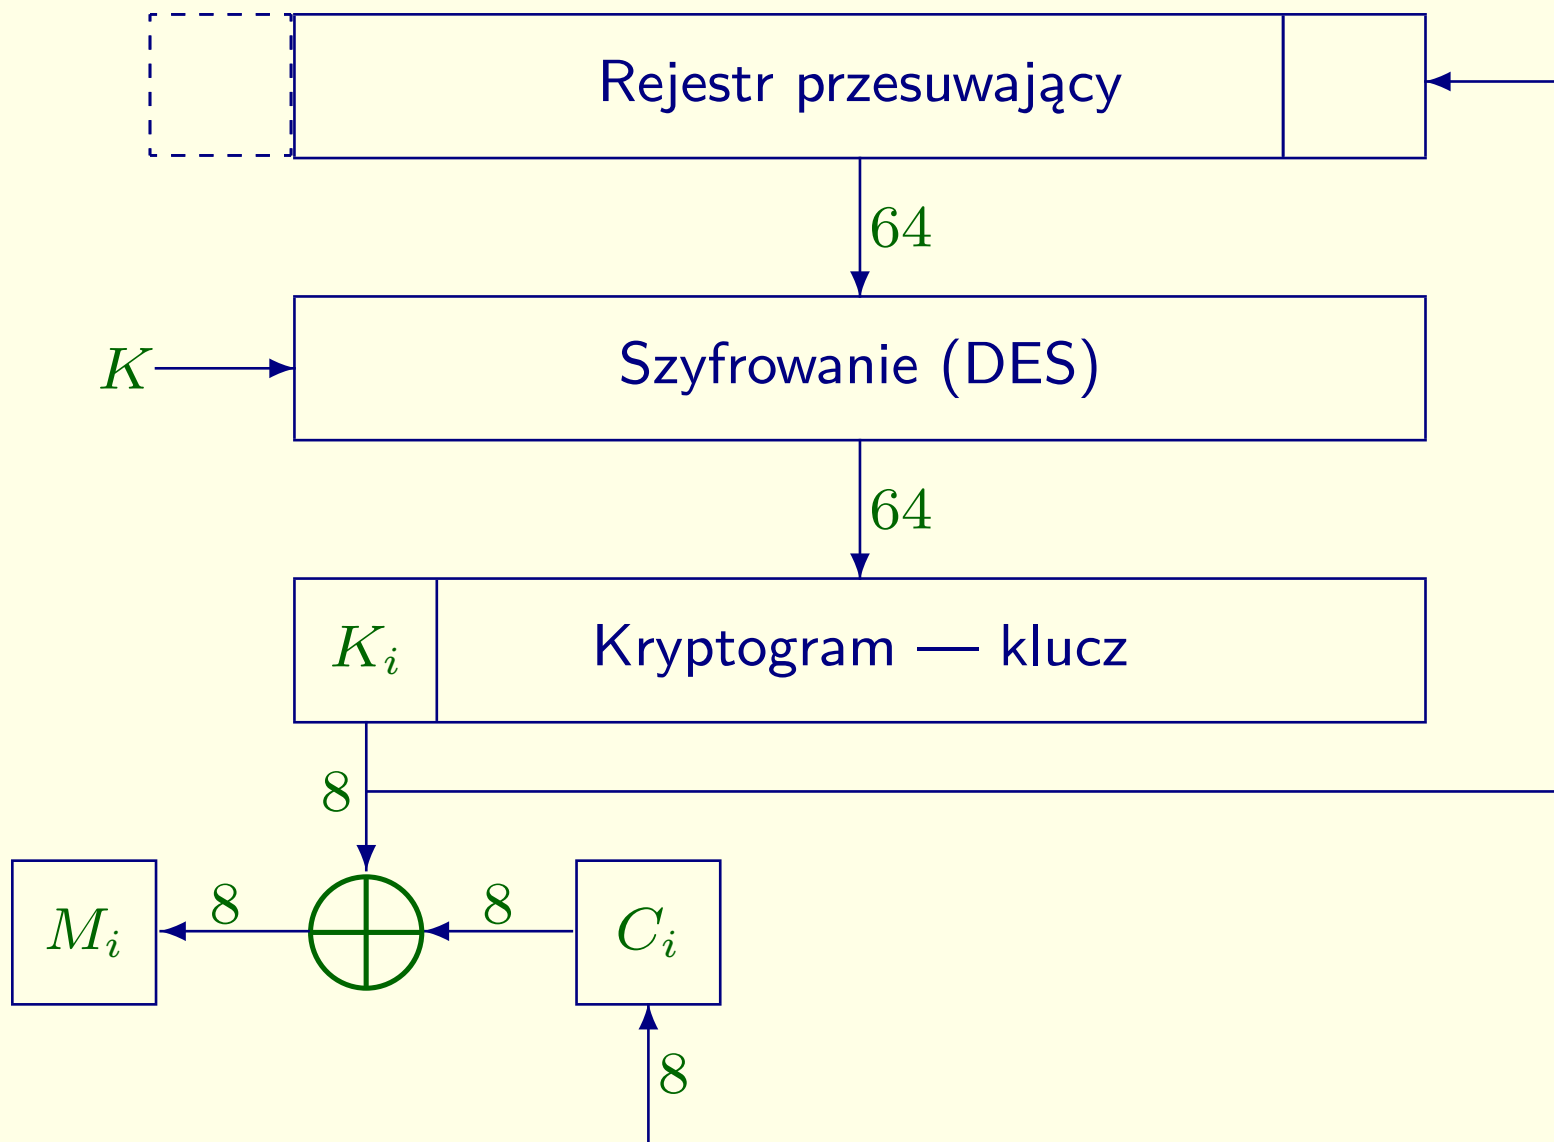 Rejestr przesuwający
64
K
Szyfrowanie (DES)
64
K_i
Kryptogram — klucz
8
8
8
M_i
C_i
8